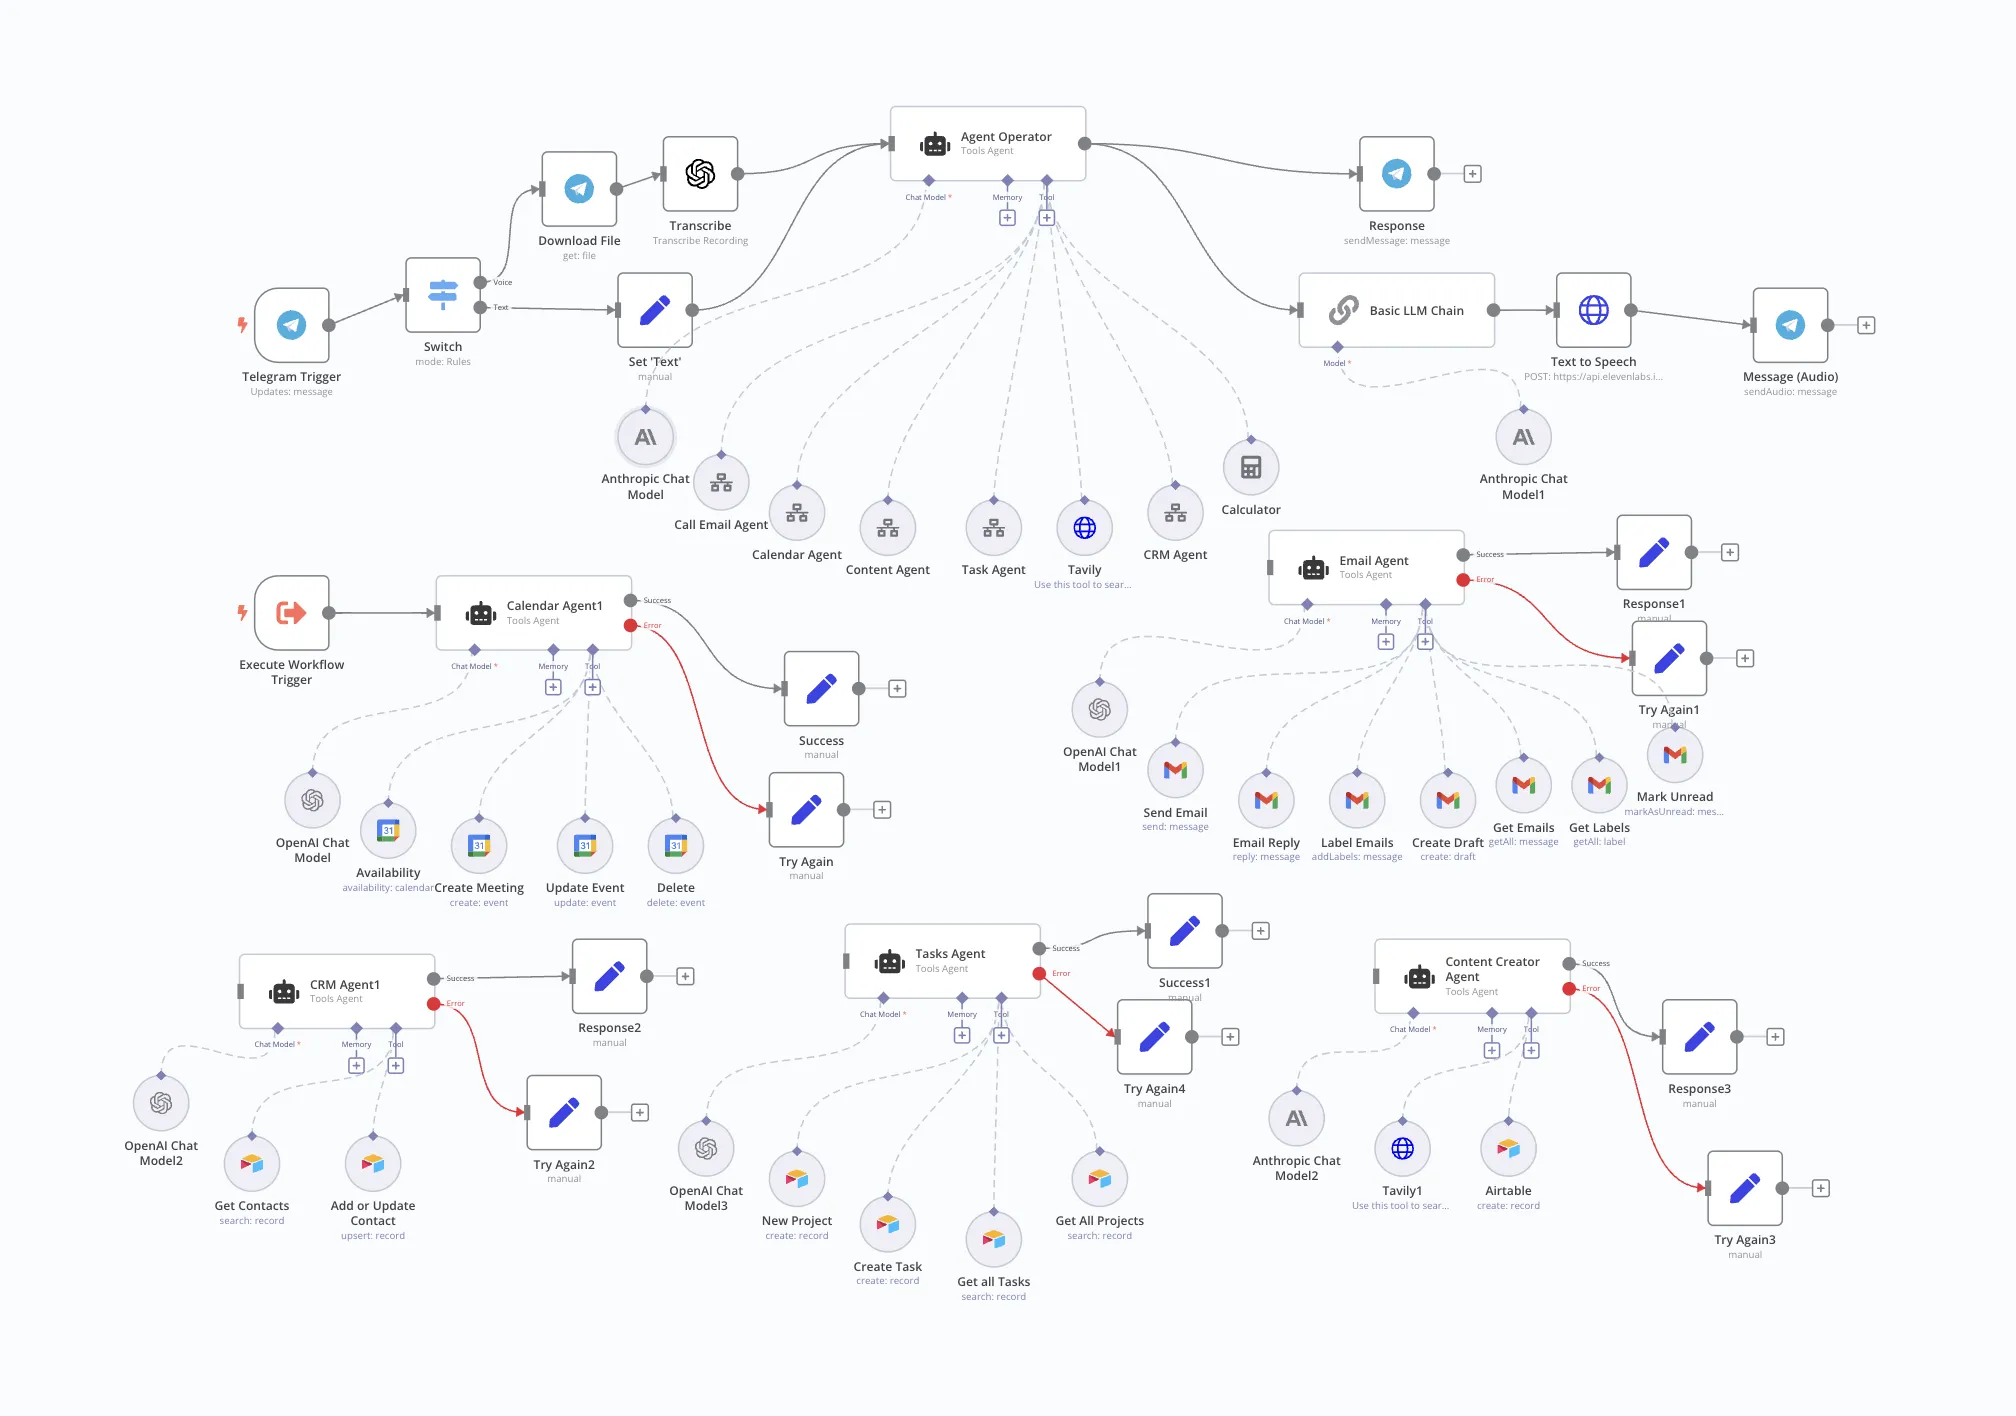 Agent Operator
Tools Agent
Chat Model *
Memory
Tool
Download File
get: file
Transcribe
Transcribe Recording
Response
sendMessage: message
Telegram Trigger
Updates: message
Switch
mode: Rules
Voice
Text
Set 'Text'
manual
Basic LLM Chain
Model *
Text to Speech
POST: https://api.elevenlabs.i...
Message (Audio)
sendAudio: message
Anthropic Chat
Model
Call Email Agent
Calendar Agent
Content Agent
Task Agent
Tavily
Use this tool to sear...
CRM Agent
Calculator
Anthropic Chat
Model1
Execute Workflow
Trigger
Calendar Agent1
Tools Agent
Success
Error
Chat Model *
Memory
Tool
Success
manual
Try Again
manual
OpenAI Chat
Model
31
Availability
availability: calendar
31
Create Meeting
create: event
31
Update Event
update: event
31
Delete
delete: event
Email Agent
Tools Agent
Success
Error
Chat Model *
Memory
Tool
Response1
manual
Try Again1
manual
OpenAI Chat
Model1
Send Email
send: message
Email Reply
reply: message
Label Emails
addLabels: message
Create Draft
create: draft
Get Emails
getAll: message
Get Labels
getAll: label
Mark Unread
markAsUnread: mes...
CRM Agent1
Tools Agent
Success
Error
Chat Model *
Memory
Tool
Response2
manual
Try Again2
manual
OpenAI Chat
Model2
Get Contacts
search: record
Add or Update
Contact
upsert: record
Tasks Agent
Tools Agent
Success
Error
Chat Model *
Memory
Tool
Success1
manual
Try Again4
manual
OpenAI Chat
Model3
New Project
create: record
Create Task
create: record
Get all Tasks
search: record
Get All Projects
search: record
Content Creator
Agent
Tools Agent
Success
Error
Chat Model *
Memory
Tool
Response3
manual
Try Again3
manual
Anthropic Chat
Model2
Tavily1
Use this tool to sear...
Airtable
create: record